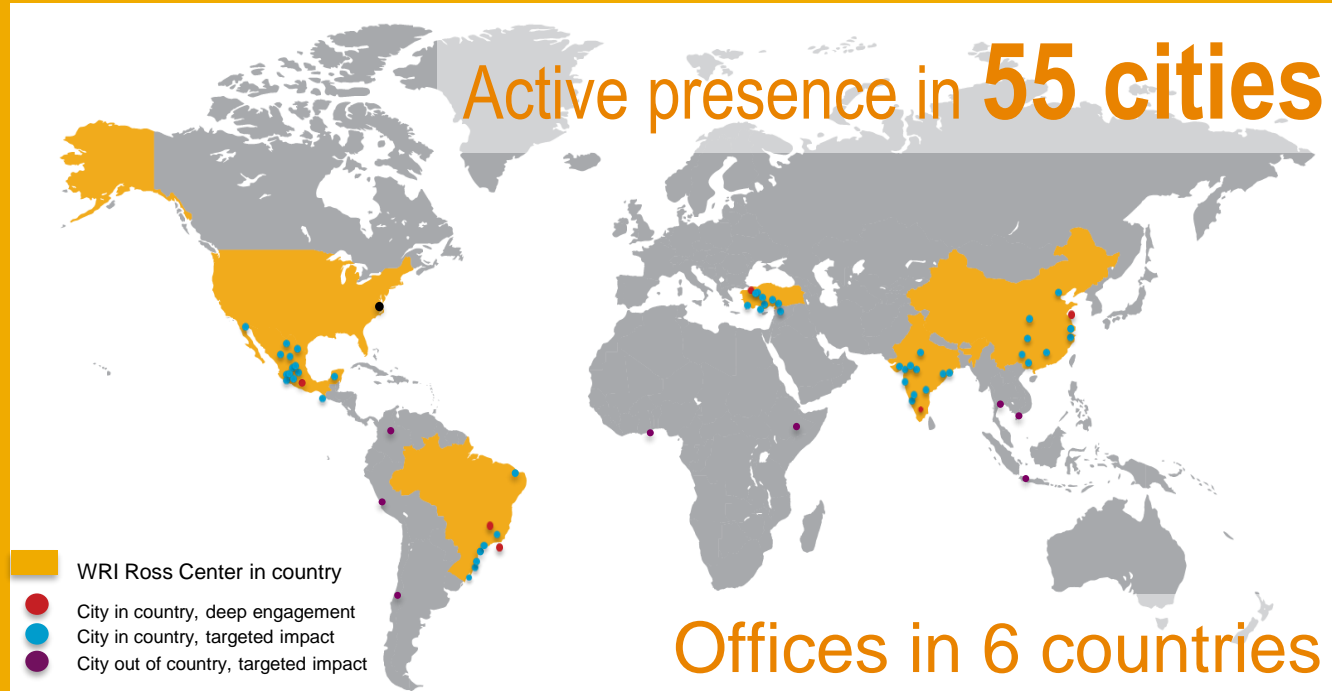 Active presence in 55 cities
WRI Ross Center in country
City in country, deep engagement
City in country, targeted impact
City out of country, targeted impact
Offices in 6 countries